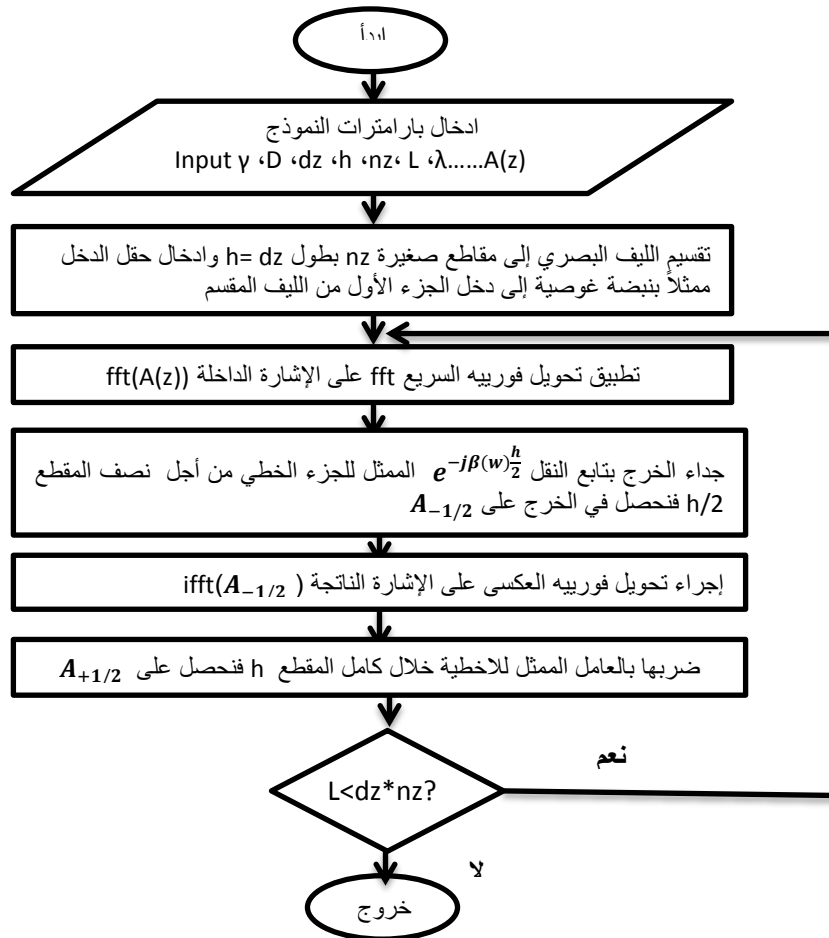 ادخال بارامترات النموذج
Input γ ،D ،dz ،h ،nz، L ،λ……A(z)
تقسيم الليف البصري إلى مقاطع صغيرة nz بطول h= dz وادخال حقل الدخل
ممثلاً بنبضة غوصية إلى دخل الجزء الأول من الليف المقسم
تطبيق تحويل فورييه السريع fft على الإشارة الداخلة fft(A(z))
جداء الخرج بتابع النقل $e^{-j\beta(w)\frac{h}{2}}$ الممثل للجزء الخطي من أجل نصف المقطع
h/2 فنحصل في الخرج على $A_{-1/2}$
إجراء تحويل فورييه العكسى على الإشارة الناتجة ifft($A_{-1/2}$ )
ضربها بالعامل الممثل للاخطية خلال كامل المقطع h فنحصل على $A_{+1/2}$
نعم
L<dz*nz?
لا
خروج